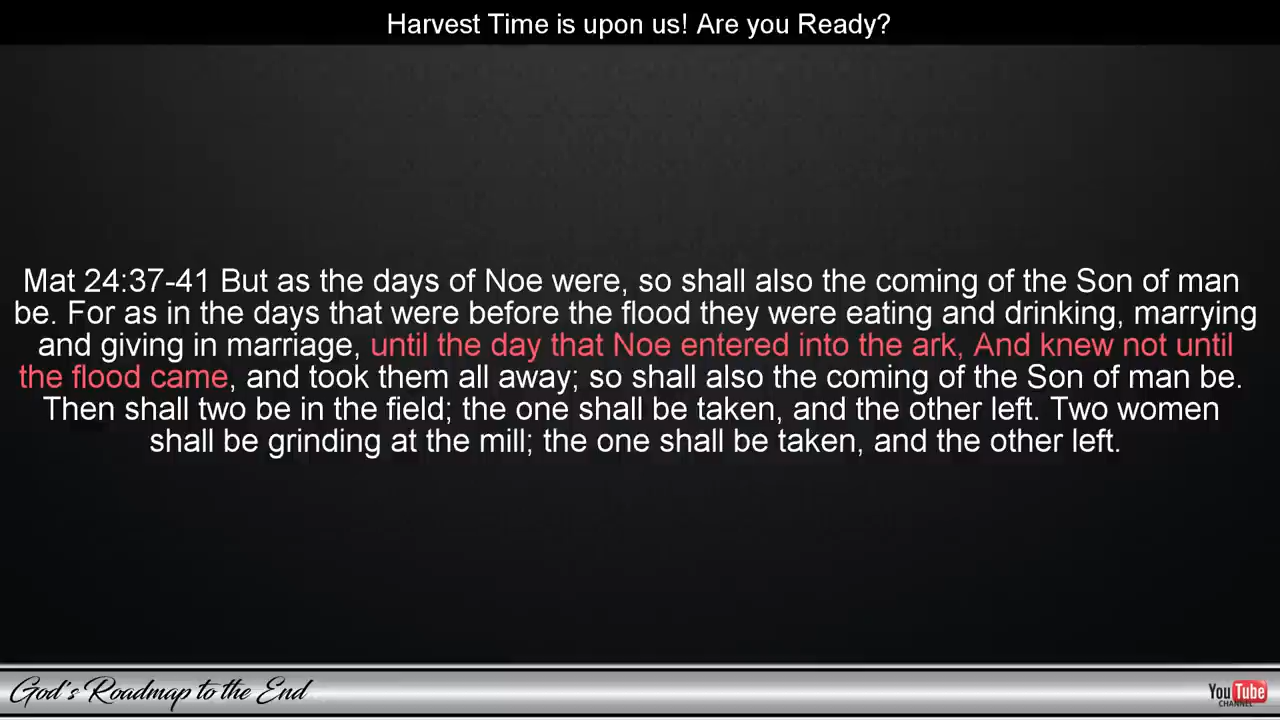 Harvest Time is upon us! Are you Ready?
Mat 24:37-41 But as the days of Noe were, so shall also the coming of the Son of man
be. For as in the days that were before the flood they were eating and drinking, marrying
and giving in marriage, until the day that Noe entered into the ark, And knew not until
the flood came, and took them all away; so shall also the coming of the Son of man be.
Then shall two be in the field; the one shall be taken, and the other left. Two women
shall be grinding at the mill; the one shall be taken, and the other left.
God's Roadmap to the End
YouTube
CHANNEL